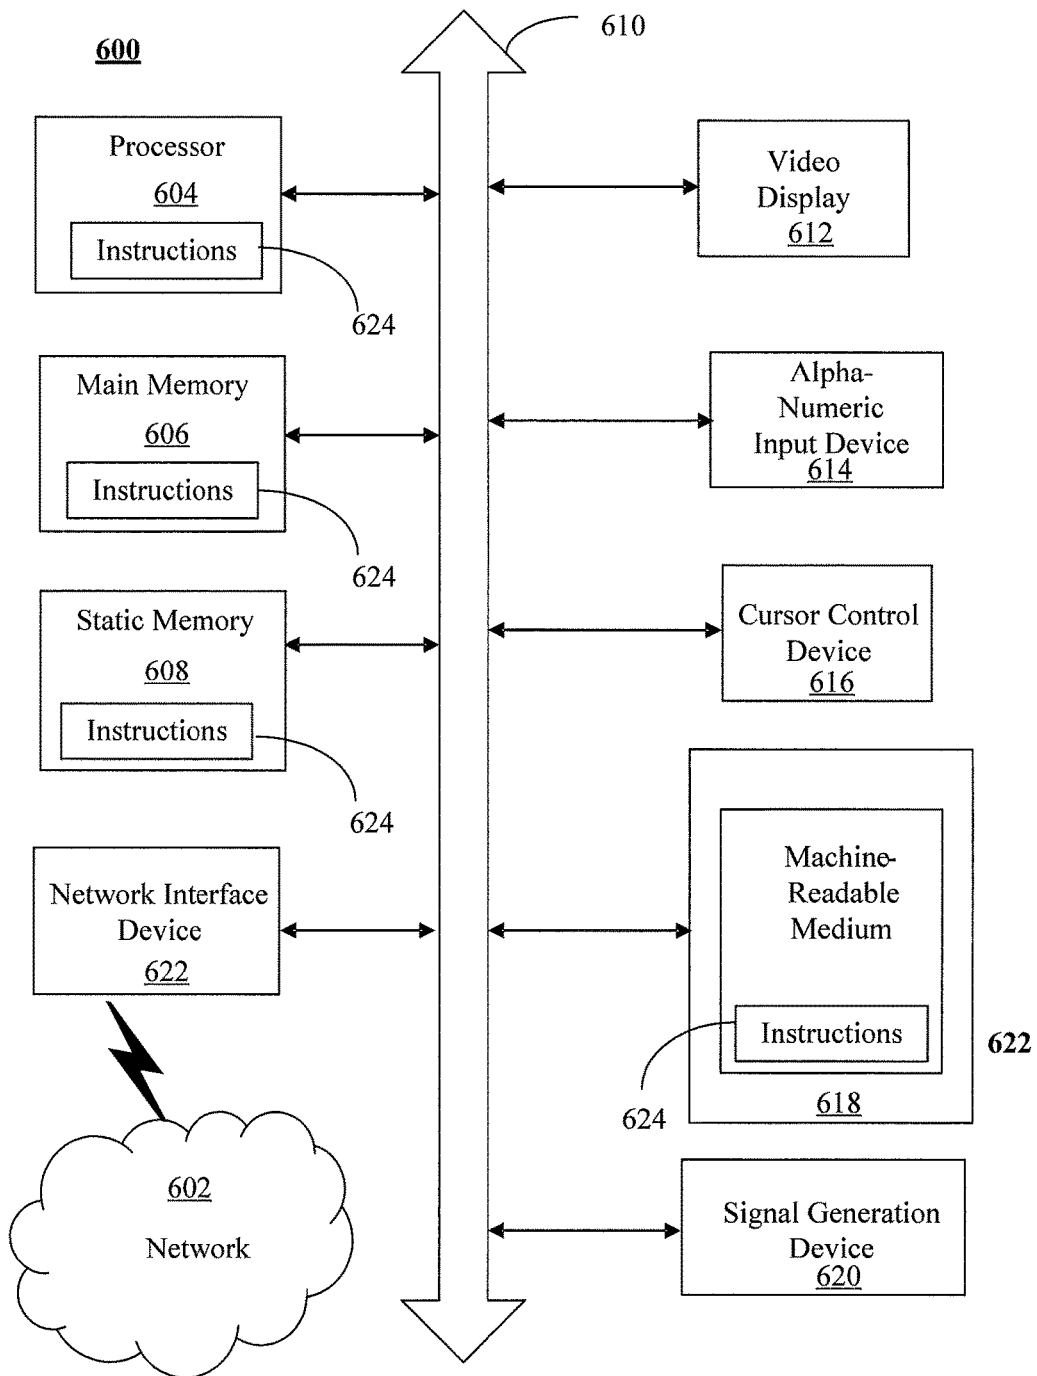 600
610
Processor
604
Instructions
624
Main Memory
606
Instructions
624
Static Memory
608
Instructions
624
Network Interface
Device
622
602
Network
Video
Display
612
Alpha-
Numeric
Input Device
614
Cursor Control
Device
616
Machine-
Readable
Medium
Instructions
624
618
622
Signal Generation
Device
620